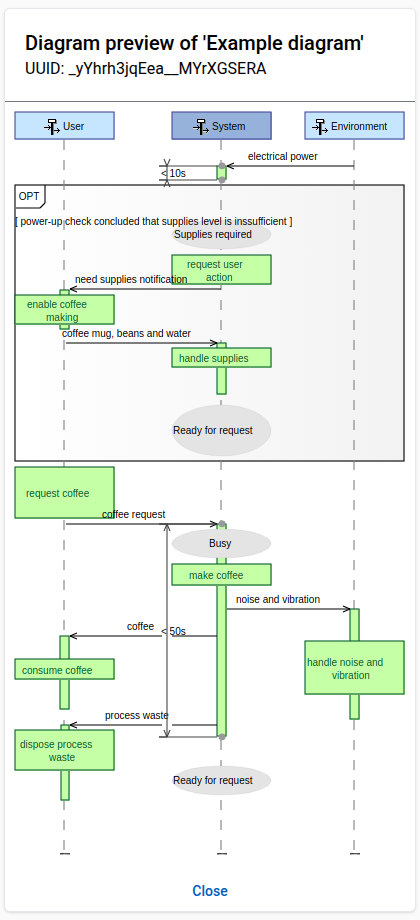 Diagram preview of 'Example diagram'
UUID: _yYhrh3jqEea__MYrXGSERA
User
System
Environment
electrical power
< 10s
OPT
[ power-up check concluded that supplies level is inssufficient ]
Supplies required
request user
action
need supplies notification
enable coffee
making
coffee mug, beans and water
handle supplies
Ready for request
request coffee
coffee request
Busy
make coffee
noise and vibration
coffee
< 50s
handle noise and
vibration
consume coffee
process waste
dispose process
waste
Ready for request
Close